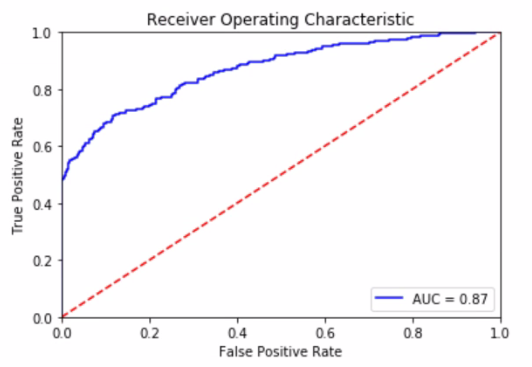 Receiver Operating Characteristic
1.0
0.8
0.6
0.4
0.2
0.0
True Positive Rate
AUC = 0.87
0.0 0.2 0.4 0.6 0.8 1.0
False Positive Rate